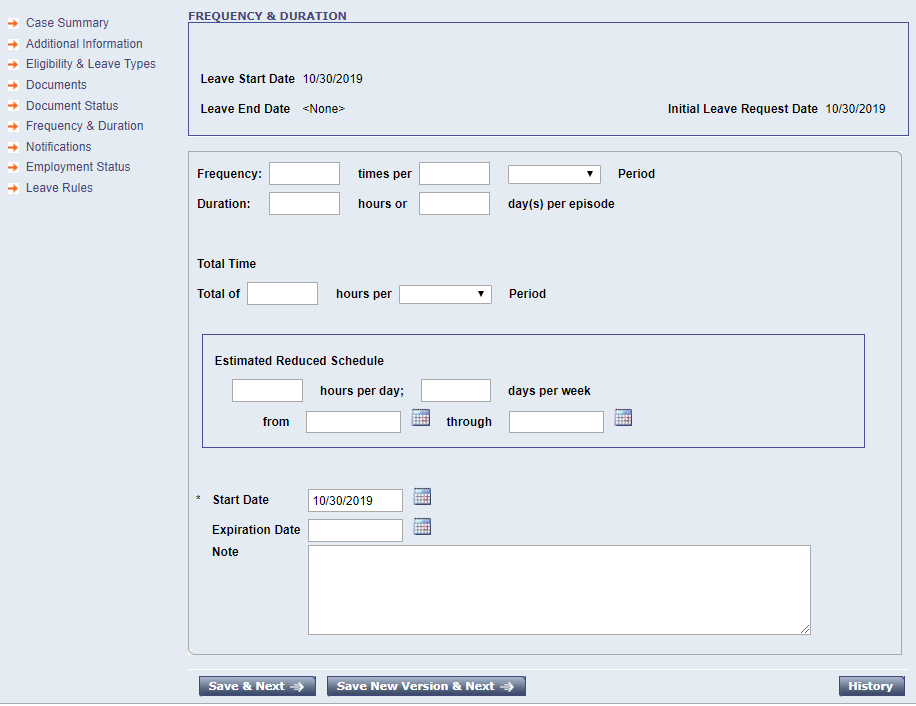 Case Summary
Additional Information
Eligibility & Leave Types
Documents
Document Status
Frequency & Duration
Notifications
Employment Status
Leave Rules
FREQUENCY & DURATION
Leave Start Date 10/30/2019
Leave End Date <None> Initial Leave Request Date 10/30/2019
Frequency: times per Period
Duration: hours or day(s) per episode
Total Time
Total of hours per Period
Estimated Reduced Schedule
hours per day; days per week
from through
* Start Date 10/30/2019
Expiration Date
Note
Save & Next Save New Version & Next History